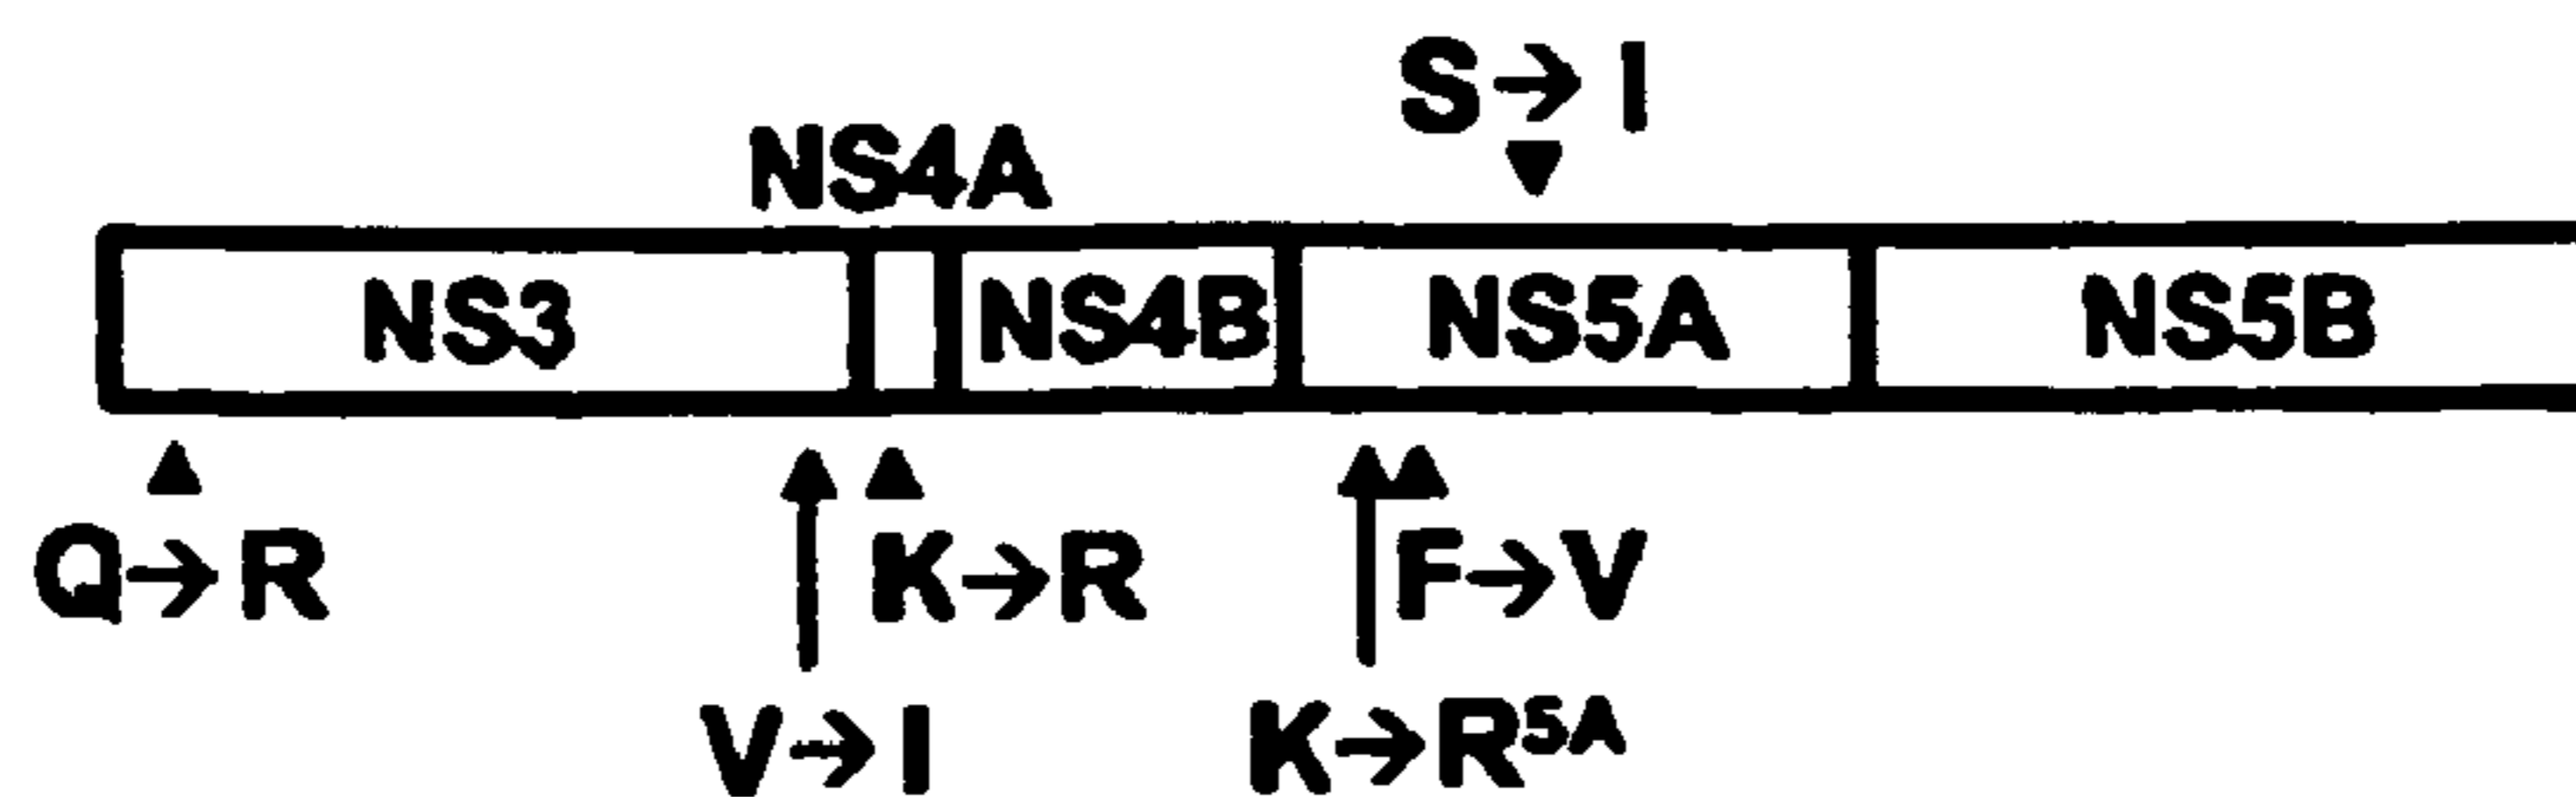 S→I
NS4A
NS3 NS4B NS5A NS5B
Q→R K→R F→V
V→I K→R5A